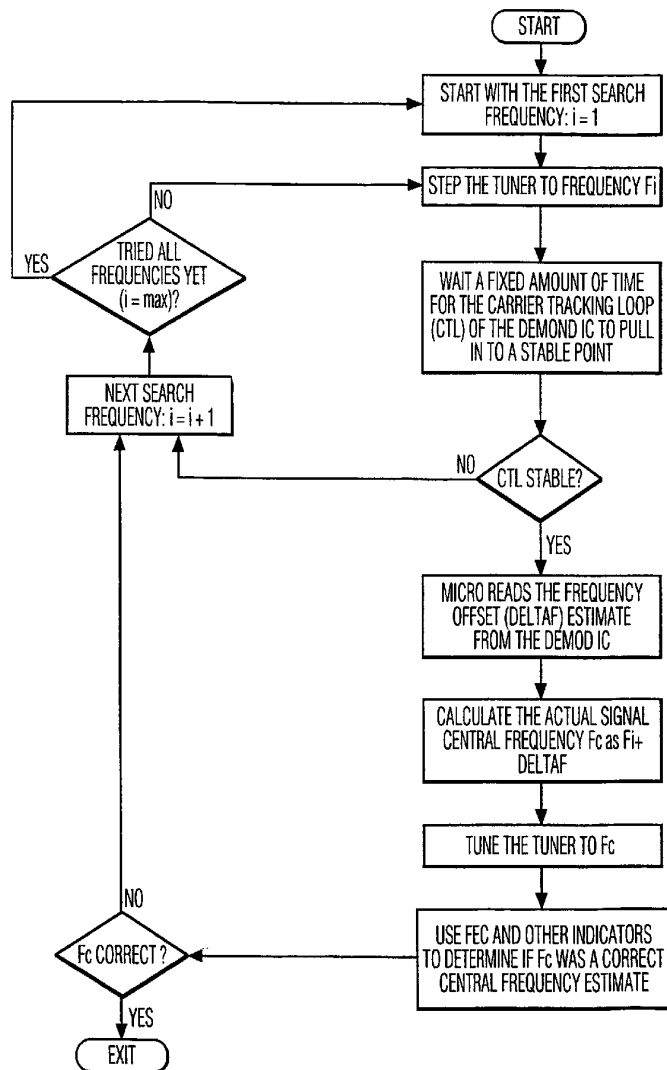 START
START WITH THE FIRST SEARCH
FREQUENCY: i = 1
NO
STEP THE TUNER TO FREQUENCY Fi
YES
TRIED ALL
FREQUENCIES YET
(i = max)?
WAIT A FIXED AMOUNT OF TIME
FOR THE CARRIER TRACKING LOOP
(CTL) OF THE DEMOND IC TO PULL
IN TO A STABLE POINT
NEXT SEARCH
FREQUENCY: i = i + 1
NO
CTL STABLE?
YES
MICRO READS THE FREQUENCY
OFFSET (DELTAF) ESTIMATE
FROM THE DEMOD IC
CALCULATE THE ACTUAL SIGNAL
CENTRAL FREQUENCY Fc as Fi+
DELTAF
TUNE THE TUNER TO Fc
NO
Fc CORRECT ?
USE FEC AND OTHER INDICATORS
TO DETERMINE IF Fc WAS A CORRECT
CENTRAL FREQUENCY ESTIMATE
YES
EXIT